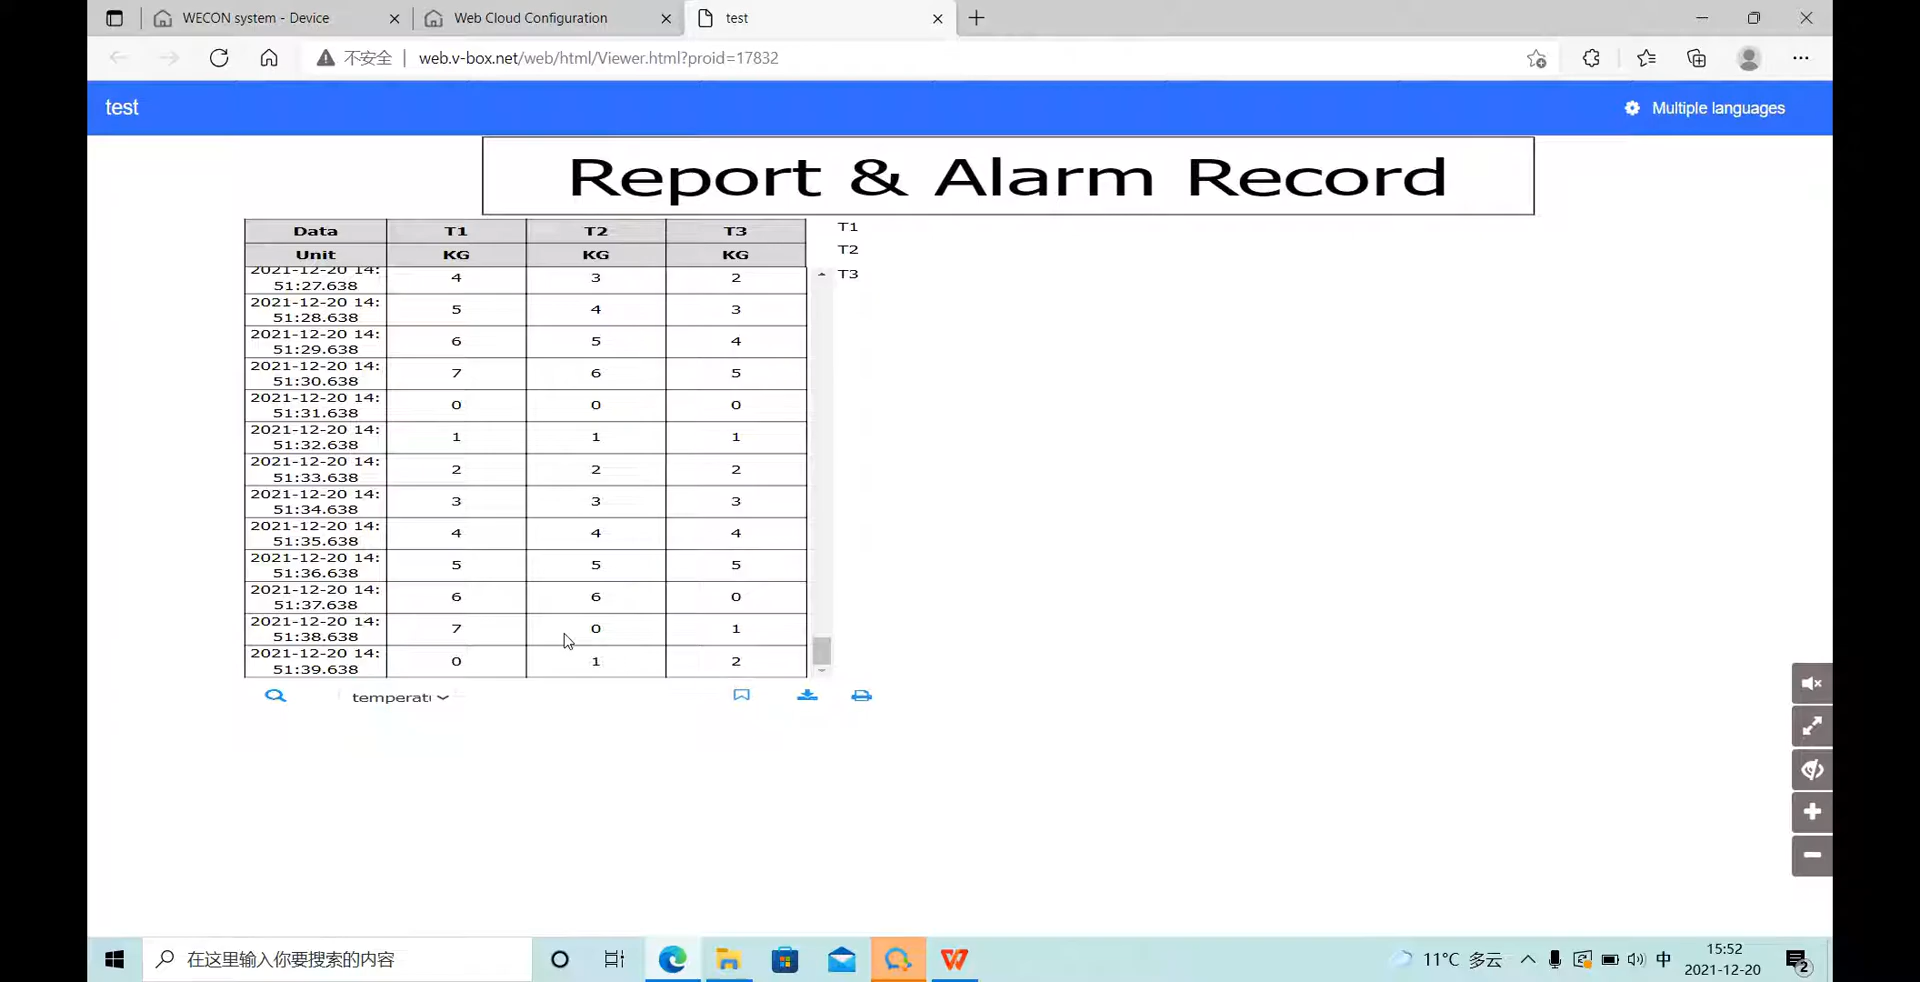 WECON system - Device
Web Cloud Configuration
test
不安全
web.v-box.net/web/html/Viewer.html?proid=17832
test
Multiple languages
Report & Alarm Record
Data T1 T2 T3
Unit KG KG KG
2021-12-20 14:
51:27.638 4 3 2
2021-12-20 14:
51:28.638 5 4 3
2021-12-20 14:
51:29.638 6 5 4
2021-12-20 14:
51:30.638 7 6 5
2021-12-20 14:
51:31.638 0 0 0
2021-12-20 14:
51:32.638 1 1 1
2021-12-20 14:
51:33.638 2 2 2
2021-12-20 14:
51:34.638 3 3 3
2021-12-20 14:
51:35.638 4 4 4
2021-12-20 14:
51:36.638 5 5 5
2021-12-20 14:
51:37.638 6 6 0
2021-12-20 14:
51:38.638 7 0 1
2021-12-20 14:
51:39.638 0 1 2
T1
T2
T3
temperatu
在这里输入你要搜索的内容
11°C 多云
中
15:52
2021-12-20
2